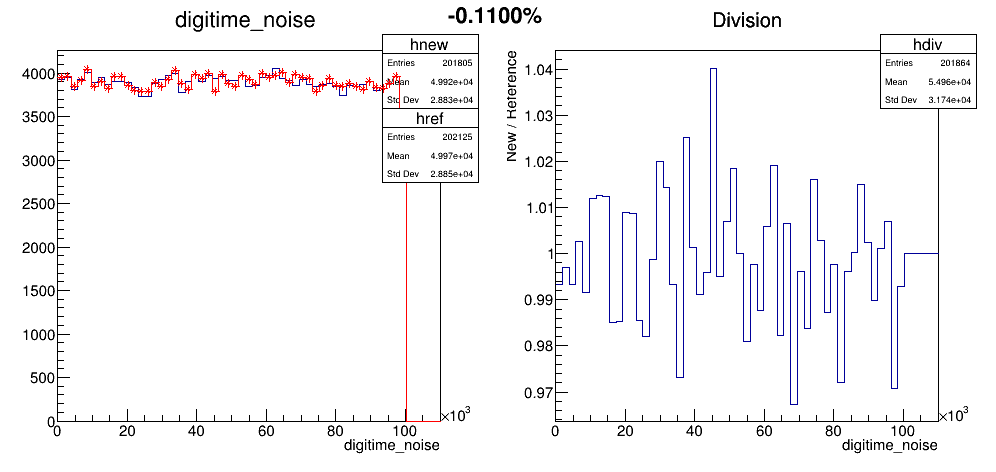 digitime_noise
-0.1100%
Division
hnew
Entries 201805
Mean 4.992e+04
Std Dev 2.883e+04
href
Entries 202125
Mean 4.997e+04
Std Dev 2.885e+04
4000
3500
3000
2500
2000
1500
1000
500
0
0 20 40 60 80 100
×10³
digitime_noise
hdiv
Entries 201864
Mean 5.496e+04
Std Dev 3.174e+04
New / Reference
1.04
1.03
1.02
1.01
1
0.99
0.98
0.97
0 20 40 60 80 100
×10³
digitime_noise